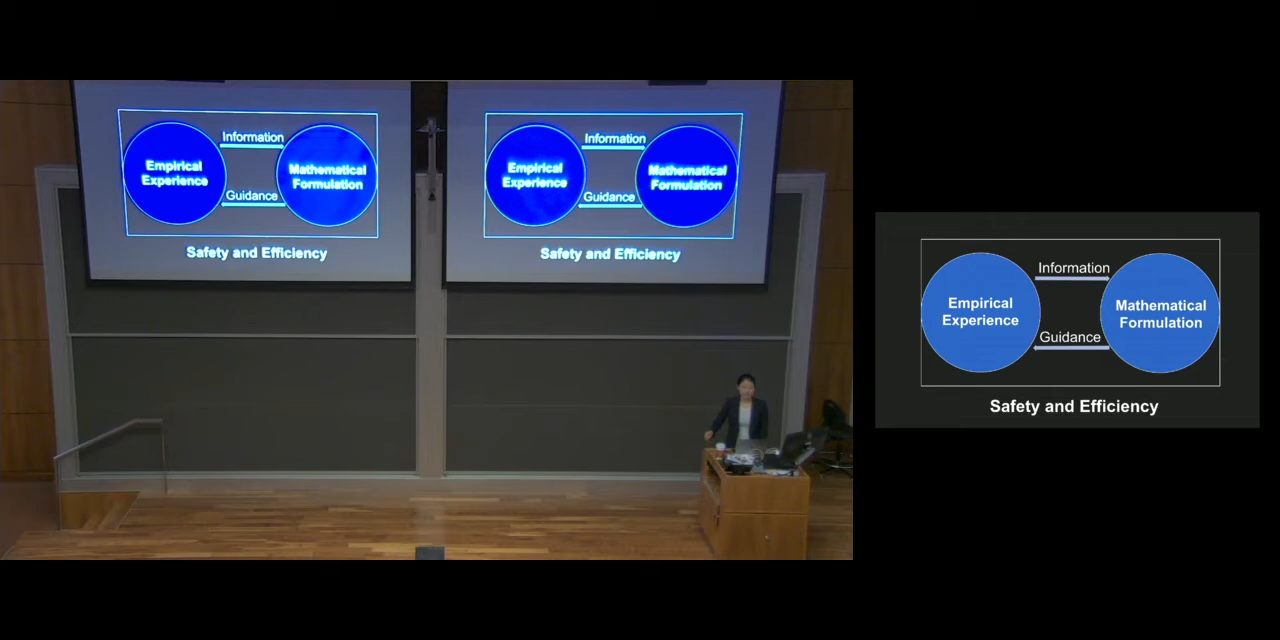 Information
Empirical
Experience
Mathematical
Formulation
Guidance
Safety and Efficiency
Information
Empirical
Experience
Mathematical
Formulation
Guidance
Safety and Efficiency
Information
Empirical
Experience
Mathematical
Formulation
Guidance
Safety and Efficiency